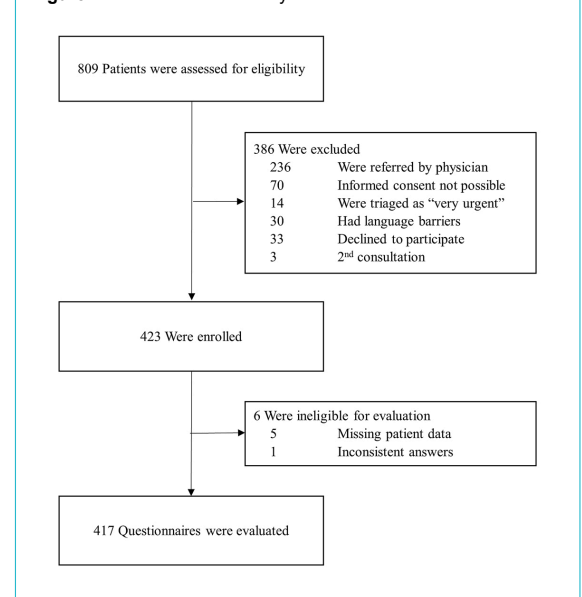 809 Patients were assessed for eligibility
386 Were excluded
236 Were referred by physician
70 Informed consent not possible
14 Were triaged as “very urgent”
30 Had language barriers
33 Declined to participate
3 2nd consultation
423 Were enrolled
6 Were ineligible for evaluation
5 Missing patient data
1 Inconsistent answers
417 Questionnaires were evaluated